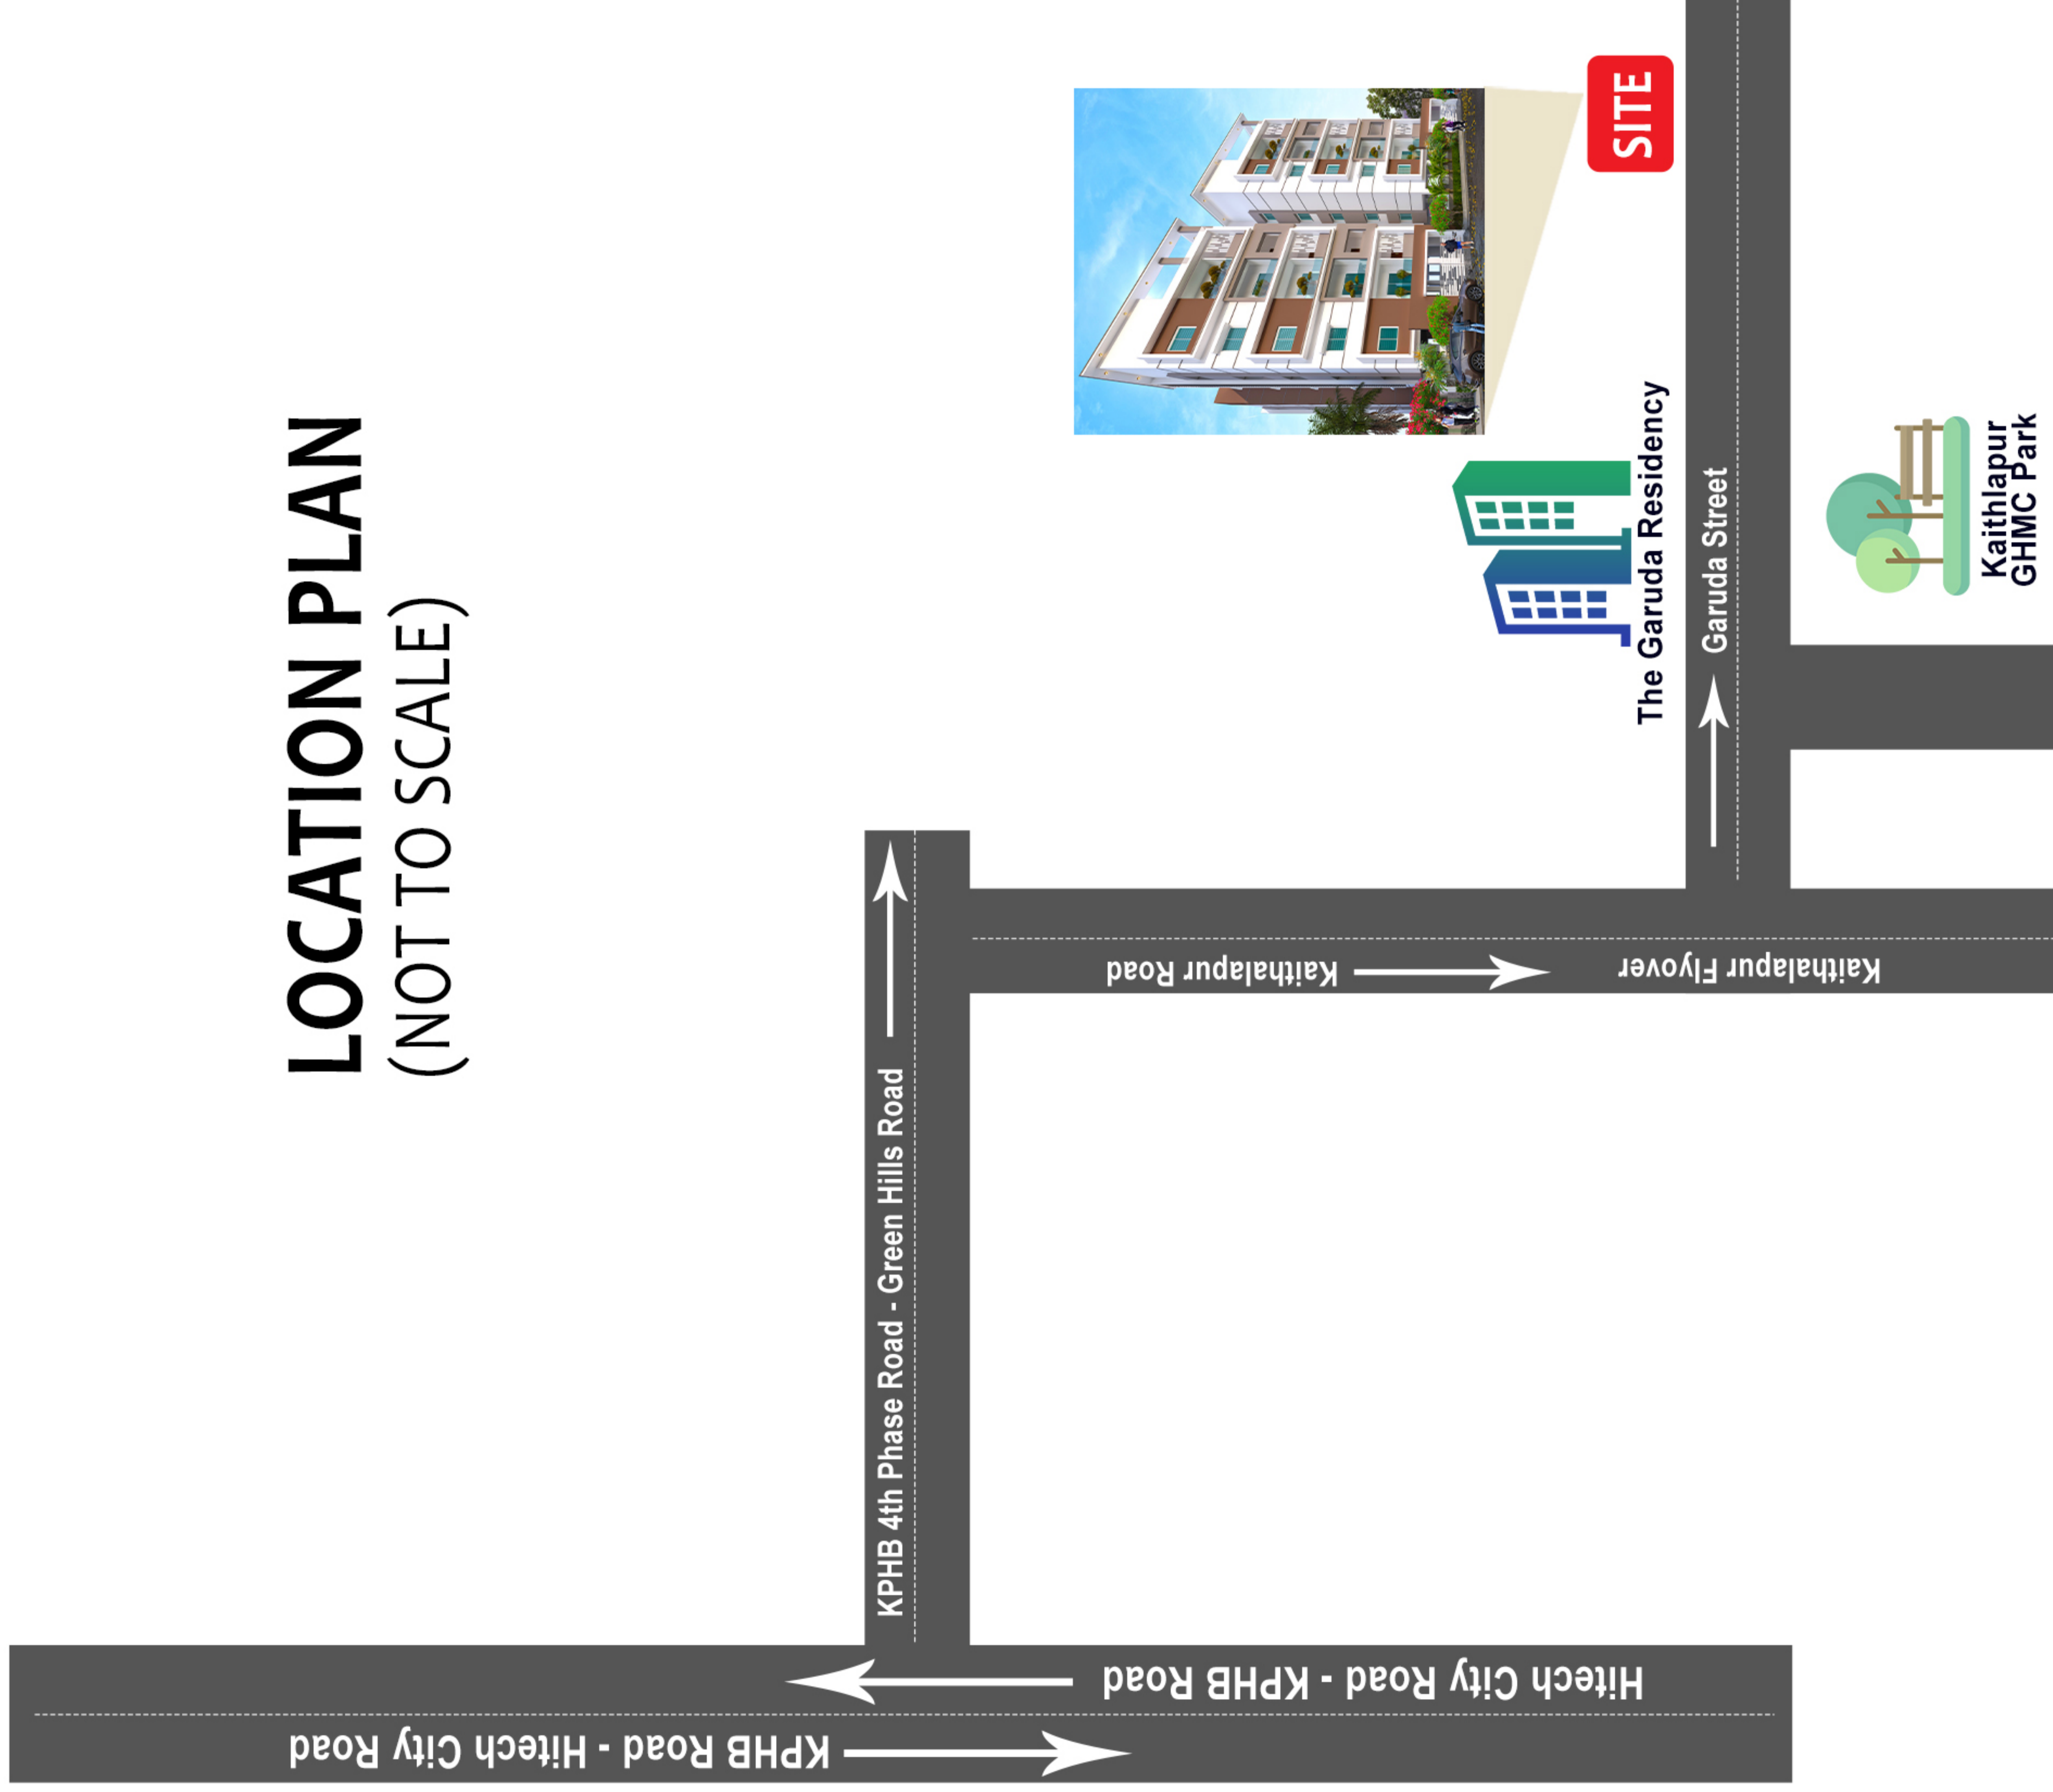 LOCATION PLAN
(NOT TO SCALE)
SITE
The Garuda Residency
Garuda Street
Kaithlapur
GHMC Park
Kaithalapur Road
Kaithalapur Flyover
KPHB 4th Phase Road - Green Hills Road
Hitech City Road - KPHB Road
KPHB Road - Hitech City Road